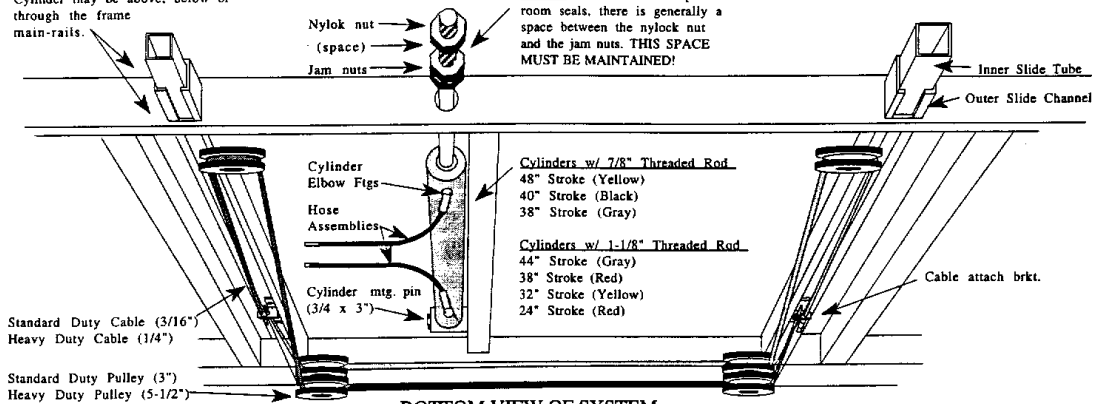 Cylinder may be above, below or
through the frame
main-rails.
Nylok nut
(space)
Jam nuts
room seals, there is generally a
space between the nylock nut
and the jam nuts. THIS SPACE
MUST BE MAINTAINED!
Inner Slide Tube
Outer Slide Channel
Cylinder
Elbow Ftgs
Hose
Assemblies
Cylinder mtg. pin
(3/4 x 3")
Cylinders w/ 7/8" Threaded Rod
48" Stroke (Yellow)
40" Stroke (Black)
38" Stroke (Gray)
Cylinders w/ 1-1/8" Threaded Rod
44" Stroke (Gray)
38" Stroke (Red)
32" Stroke (Yellow)
24" Stroke (Red)
Cable attach brkt.
Standard Duty Cable (3/16")
Heavy Duty Cable (1/4")
Standard Duty Pulley (3")
Heavy Duty Pulley (5-1/2")
BOTTOM VIEW OF SYSTEM